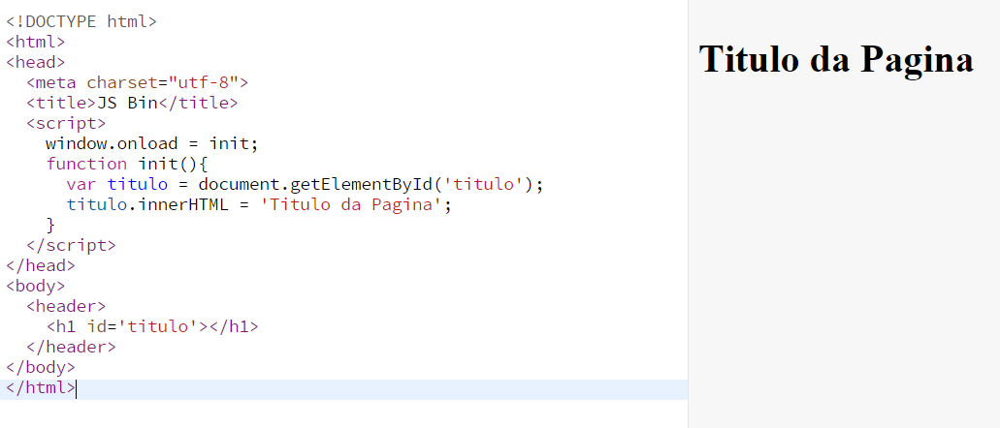 <!DOCTYPE html>
<html>
<head>
  <meta charset="utf-8">
  <title>JS Bin</title>
  <script>
    window.onload = init;
    function init(){
      var titulo = document.getElementById('titulo');
      titulo.innerHTML = 'Titulo da Pagina';
    }
  </script>
</head>
<body>
  <header>
    <h1 id='titulo'></h1>
  </header>
</body>
</html>
Titulo da Pagina